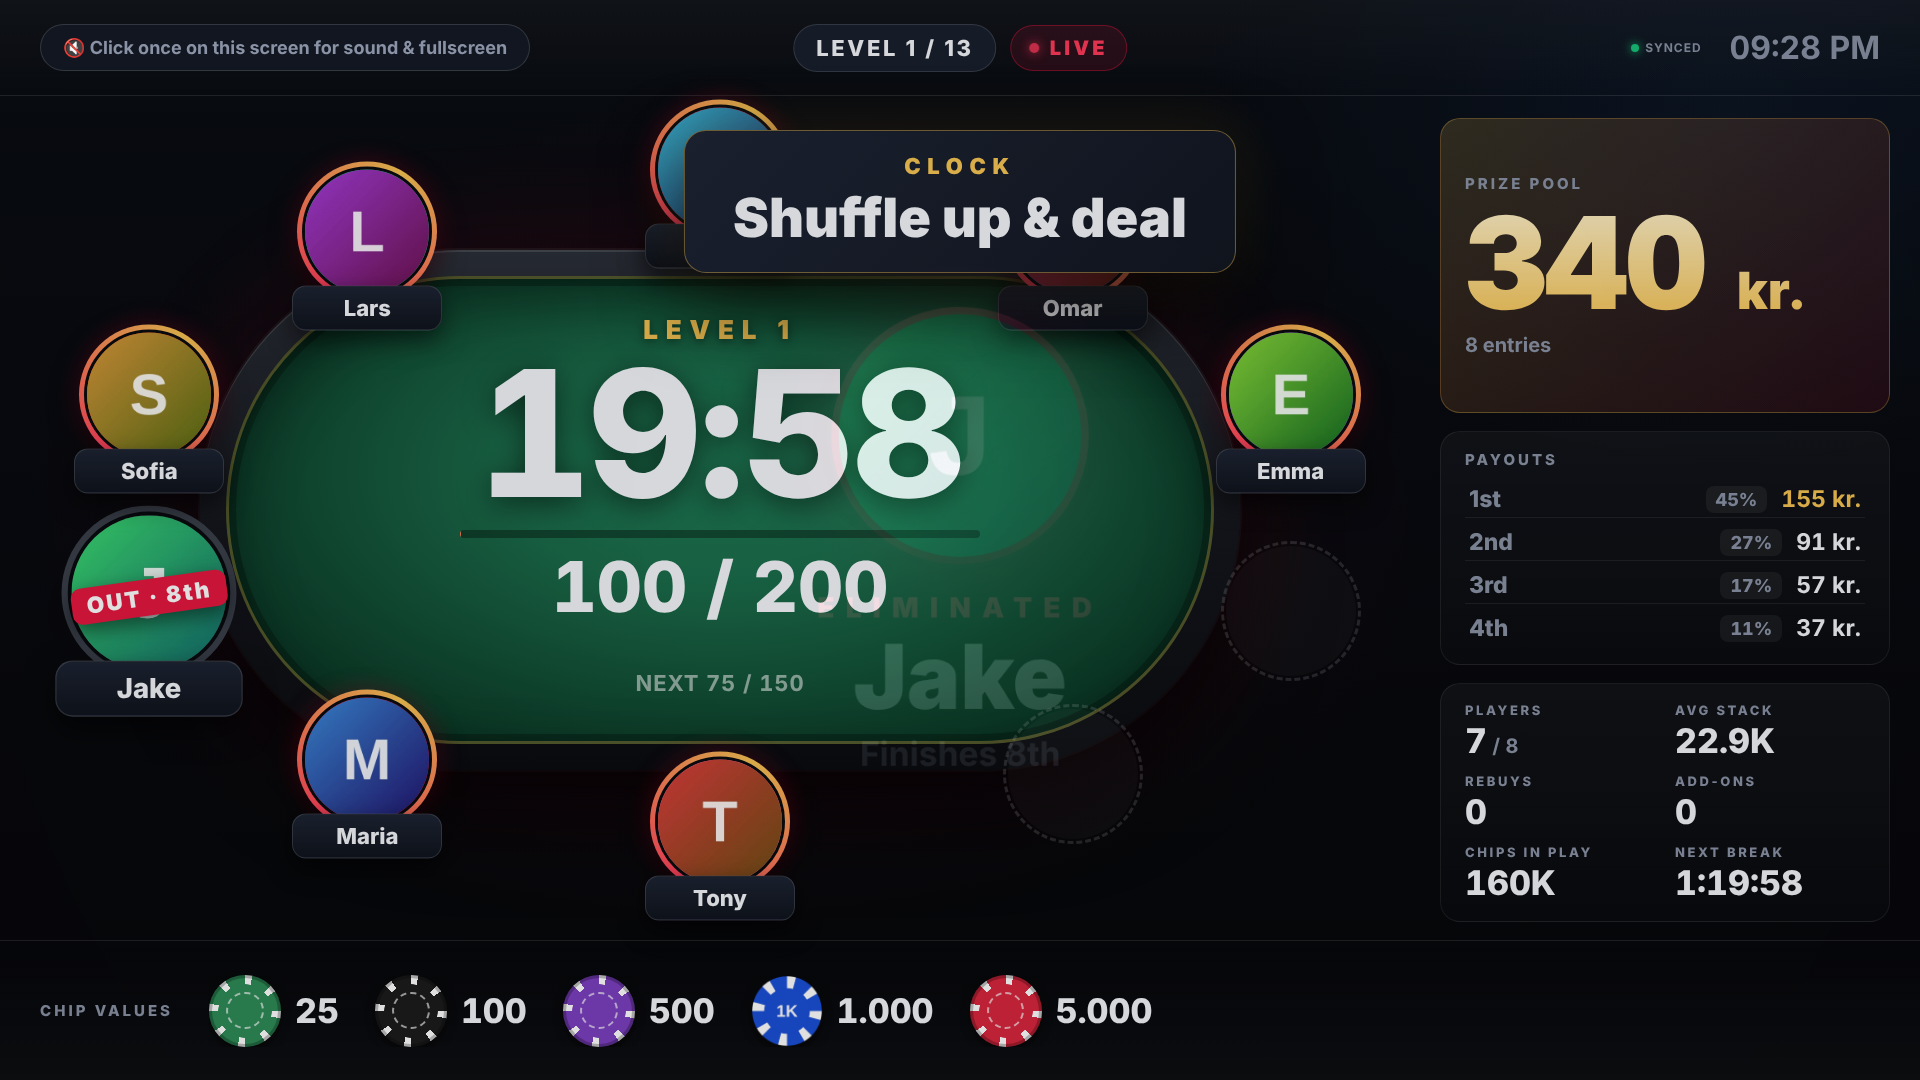 Click once on this screen for sound & fullscreen
LEVEL 1 / 13
LIVE
SYNCED
09:28 PM
CLOCK
Shuffle up & deal
L
Lars
Omar
S
Sofia
E
Emma
J
OUT · 8th
Jake
M
Maria
T
Tony
LEVEL 1
19:58
100 / 200
NEXT 75 / 150
J
ELIMINATED
Jake
Finishes 8th
PRIZE POOL
340 kr.
8 entries
PAYOUTS
1st 45% 155 kr.
2nd 27% 91 kr.
3rd 17% 57 kr.
4th 11% 37 kr.
PLAYERS
7 / 8
AVG STACK
22.9K
REBUYS
0
ADD-ONS
0
CHIPS IN PLAY
160K
NEXT BREAK
1:19:58
CHIP VALUES
25
100
500
1K
1.000
5.000